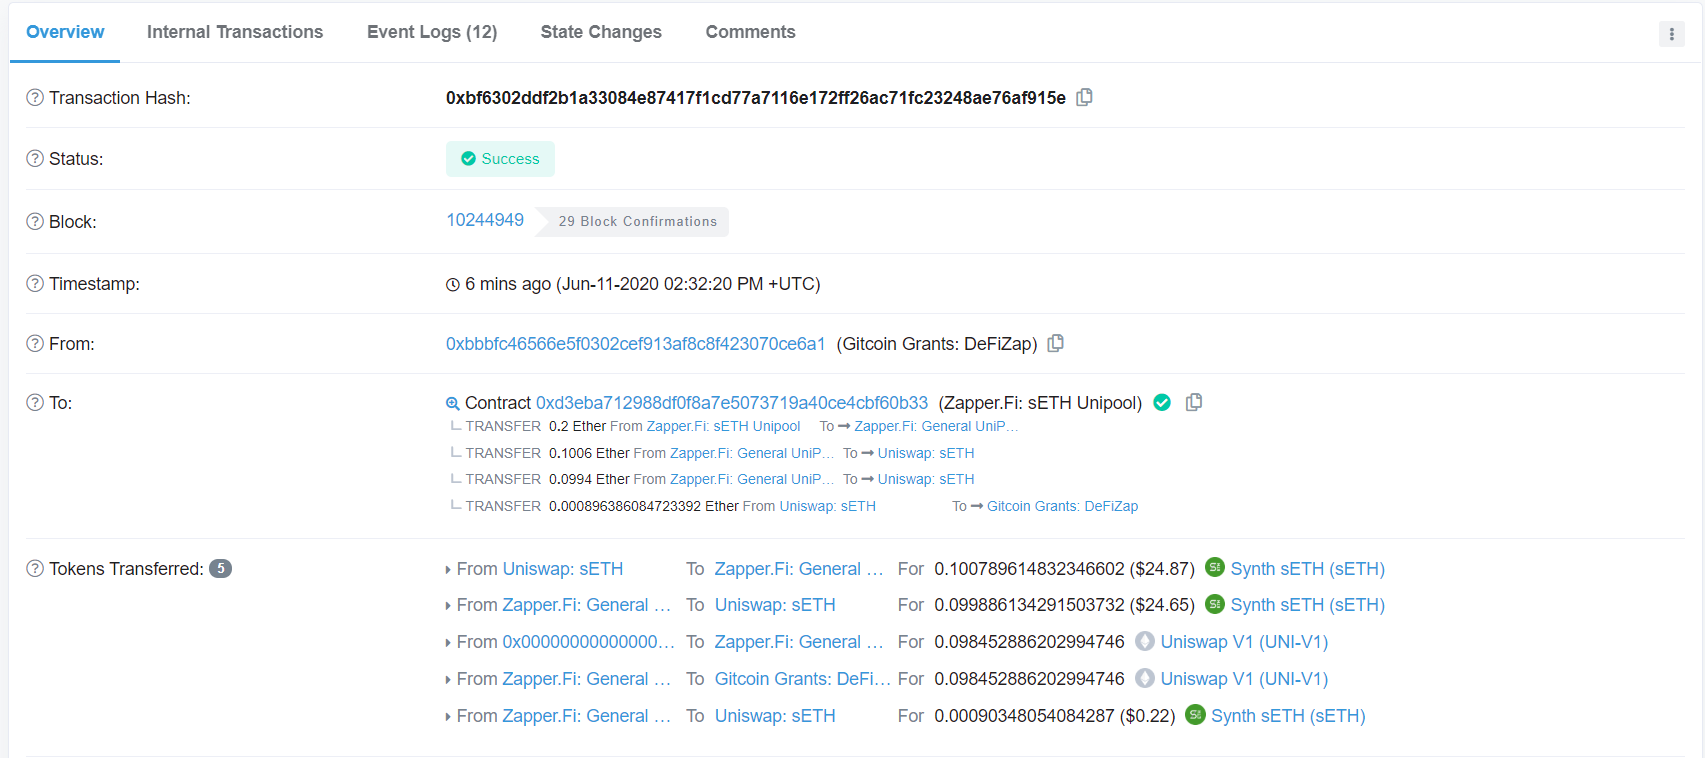 Overview Internal Transactions Event Logs (12) State Changes Comments
Transaction Hash: 0xbf6302ddf2b1a33084e87417f1cd77a7116e172ff26ac71fc23248ae76af915e
Status: Success
Block: 10244949 29 Block Confirmations
Timestamp: 6 mins ago (Jun-11-2020 02:32:20 PM +UTC)
From: 0xbbbfc46566e5f0302cef913af8c8f423070ce6a1 (Gitcoin Grants: DeFiZap)
To: Contract 0xd3eba712988df0f8a7e5073719a40ce4cbf60b33 (Zapper.Fi: sETH Unipool)
TRANSFER 0.2 Ether From Zapper.Fi: sETH Unipool To Zapper.Fi: General UniP...
TRANSFER 0.1006 Ether From Zapper.Fi: General UniP... To Uniswap: sETH
TRANSFER 0.0994 Ether From Zapper.Fi: General UniP... To Uniswap: sETH
TRANSFER 0.000896386084723392 Ether From Uniswap: sETH To Gitcoin Grants: DeFiZap
Tokens Transferred: 5 From Uniswap: sETH To Zapper.Fi: General ... For 0.100789614832346602 ($24.87) Synth sETH (sETH)
From Zapper.Fi: General ... To Uniswap: sETH For 0.099886134291503732 ($24.65) Synth sETH (sETH)
From 0x00000000000000... To Zapper.Fi: General ... For 0.098452886202994746 Uniswap V1 (UNI-V1)
From Zapper.Fi: General ... To Gitcoin Grants: DeFi... For 0.098452886202994746 Uniswap V1 (UNI-V1)
From Zapper.Fi: General ... To Uniswap: sETH For 0.00090348054084287 ($0.22) Synth sETH (sETH)